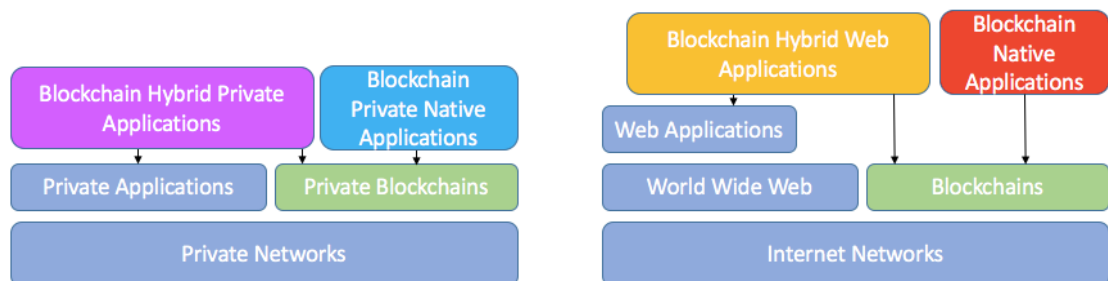 Blockchain Hybrid Private
Applications
Blockchain
Private Native
Applications
Private Applications
Private Blockchains
Private Networks
Blockchain Hybrid Web
Applications
Blockchain
Native
Applications
Web Applications
World Wide Web
Blockchains
Internet Networks